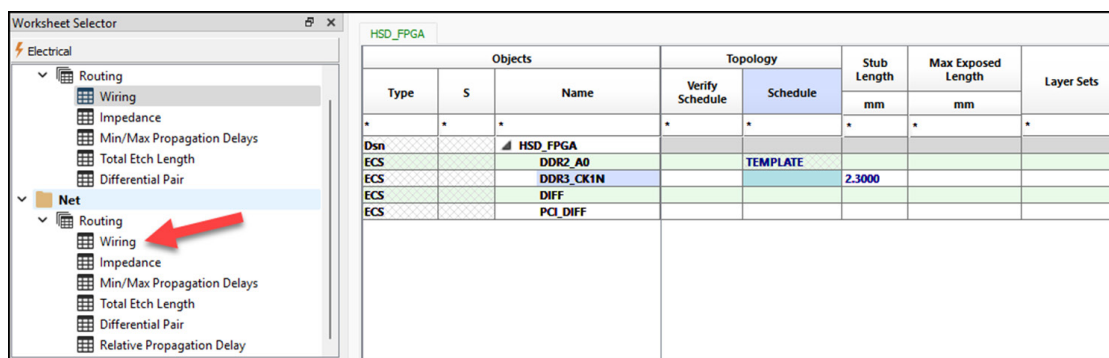 Worksheet Selector
Electrical
Routing
Wiring
Impedance
Min/Max Propagation Delays
Total Etch Length
Differential Pair
Net
Routing
Wiring
Impedance
Min/Max Propagation Delays
Total Etch Length
Differential Pair
Relative Propagation Delay
HSD_FPGA
Objects Topology Stub Length Max Exposed Length Layer Sets
Type S Name Verify Schedule Schedule mm mm
* * * * * * * *
Dsn HSD_FPGA
ECS DDR2_A0 TEMPLATE
ECS DDR3_CK1N 2.3000
ECS DIFF
ECS PCI_DIFF